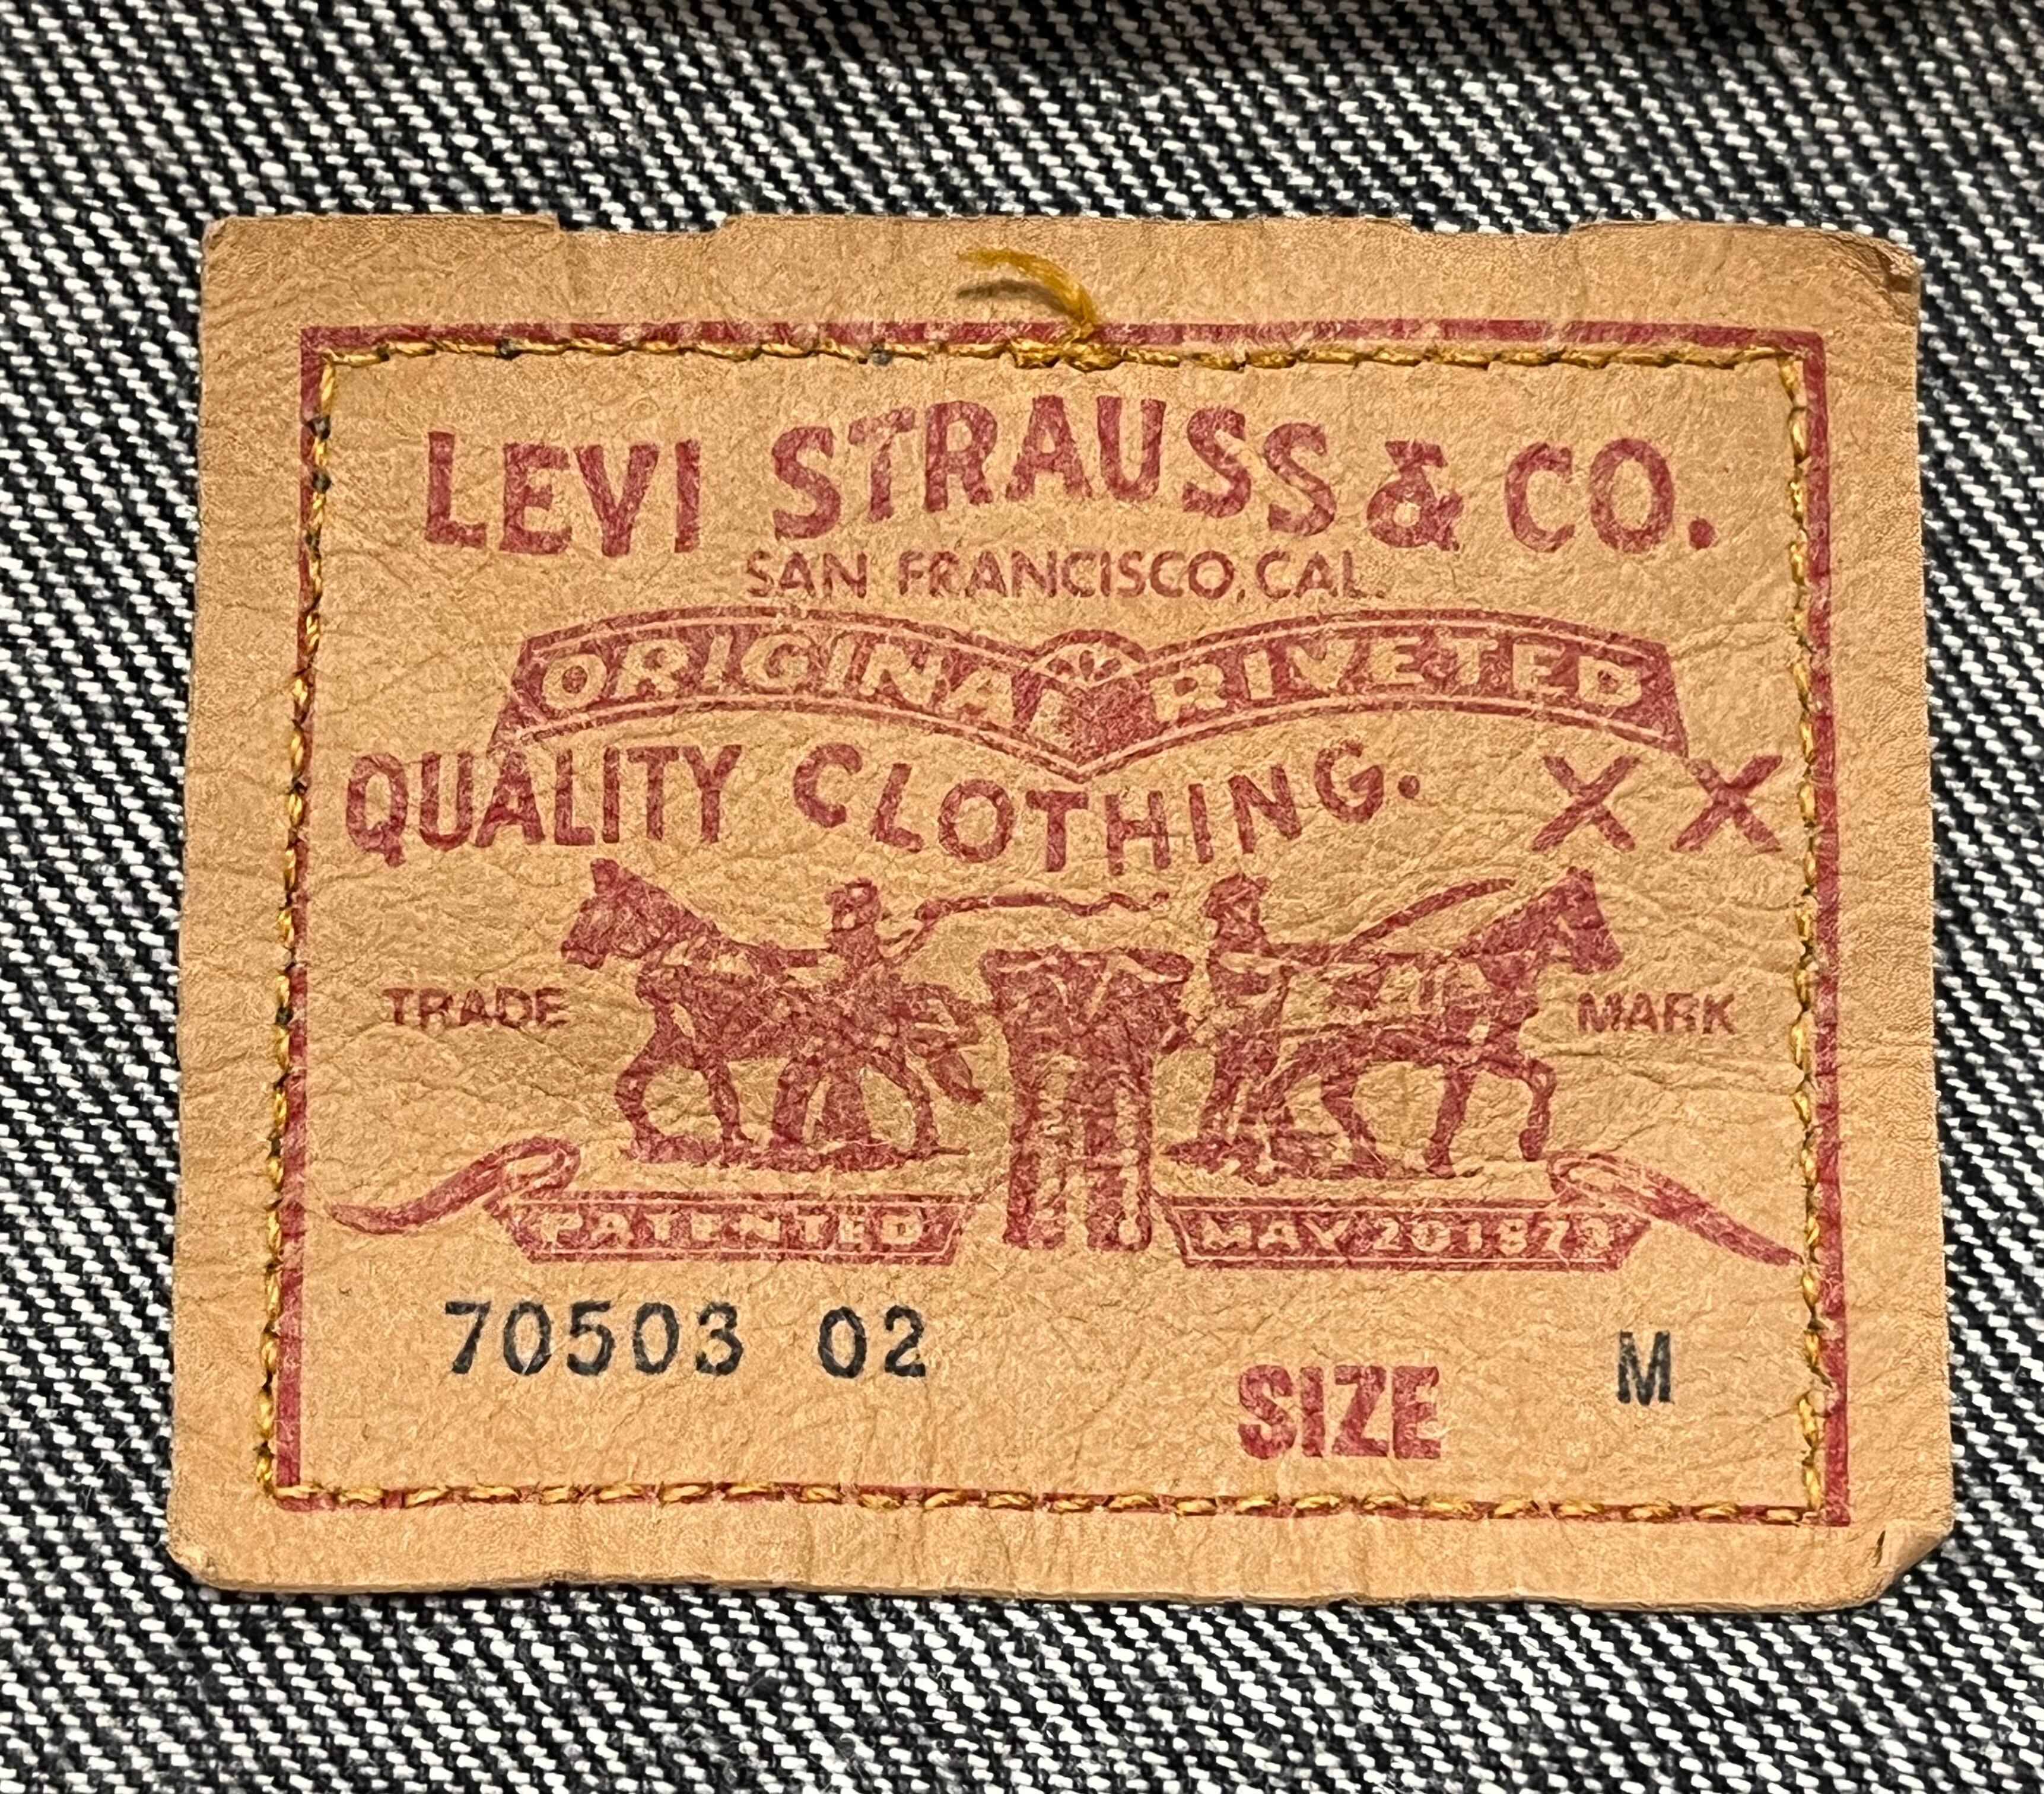 LEVI STRAUSS & CO.
SAN FRANCISCO, CAL.
ORIGINAL RIVETED
QUALITY CLOTHING. XX
TRADE MARK
PATENTED MAY 20 1873
70503 02
SIZE M